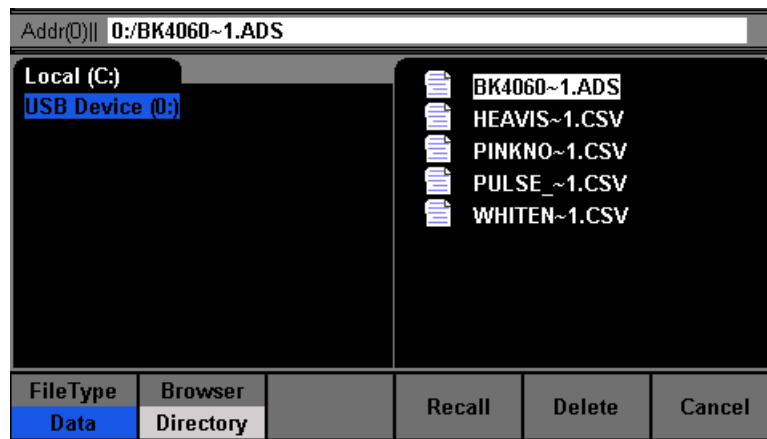 Addr(0)|| 0:/BK4060~1.ADS
Local (C:)
USB Device (0:)
BK4060~1.ADS
HEAVIS~1.CSV
PINKNO~1.CSV
PULSE_~1.CSV
WHITEN~1.CSV
FileType Browser
Data Directory
Recall Delete Cancel